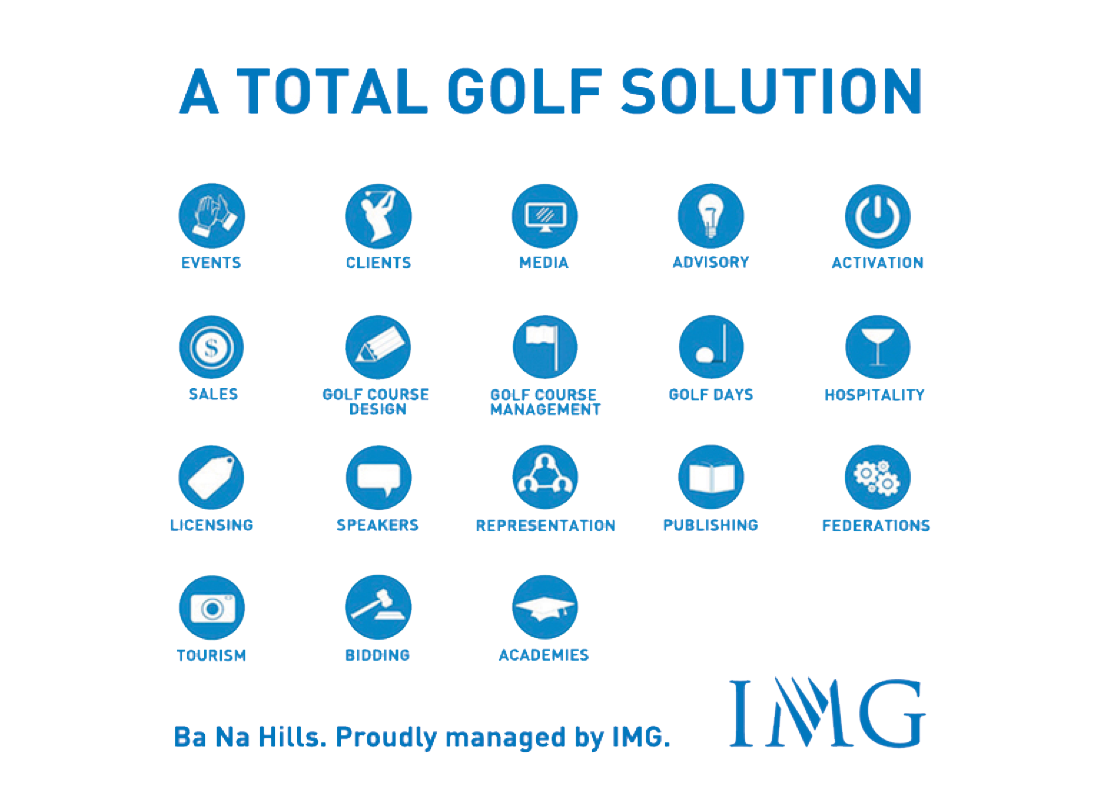 A TOTAL GOLF SOLUTION
EVENTS
CLIENTS
MEDIA
ADVISORY
ACTIVATION
$
SALES
GOLF COURSE
DESIGN
GOLF COURSE
MANAGEMENT
GOLF DAYS
HOSPITALITY
LICENSING
SPEAKERS
REPRESENTATION
PUBLISHING
FEDERATIONS
TOURISM
BIDDING
ACADEMIES
Ba Na Hills. Proudly managed by IMG.
IMG